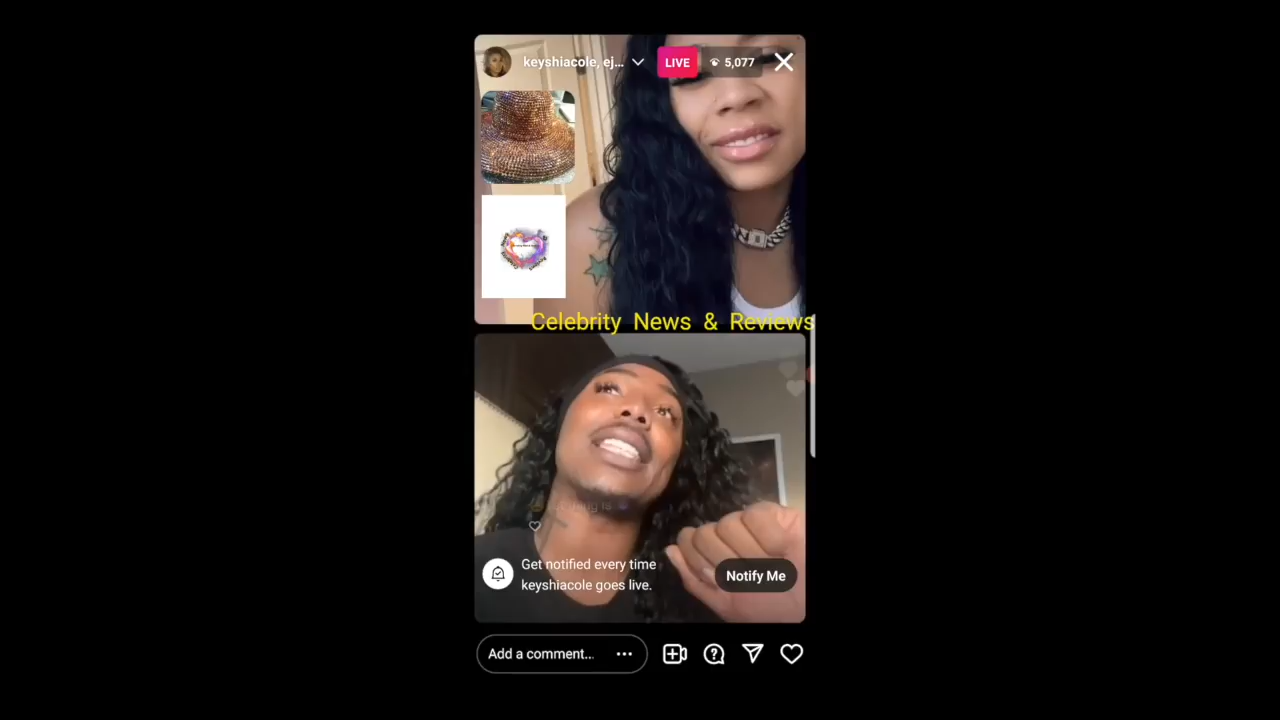 keyshiacole, ej...
LIVE
5,077
Celebrity News & Reviews
Get notified every time
keyshiacole goes live.
Notify Me
Add a comment...